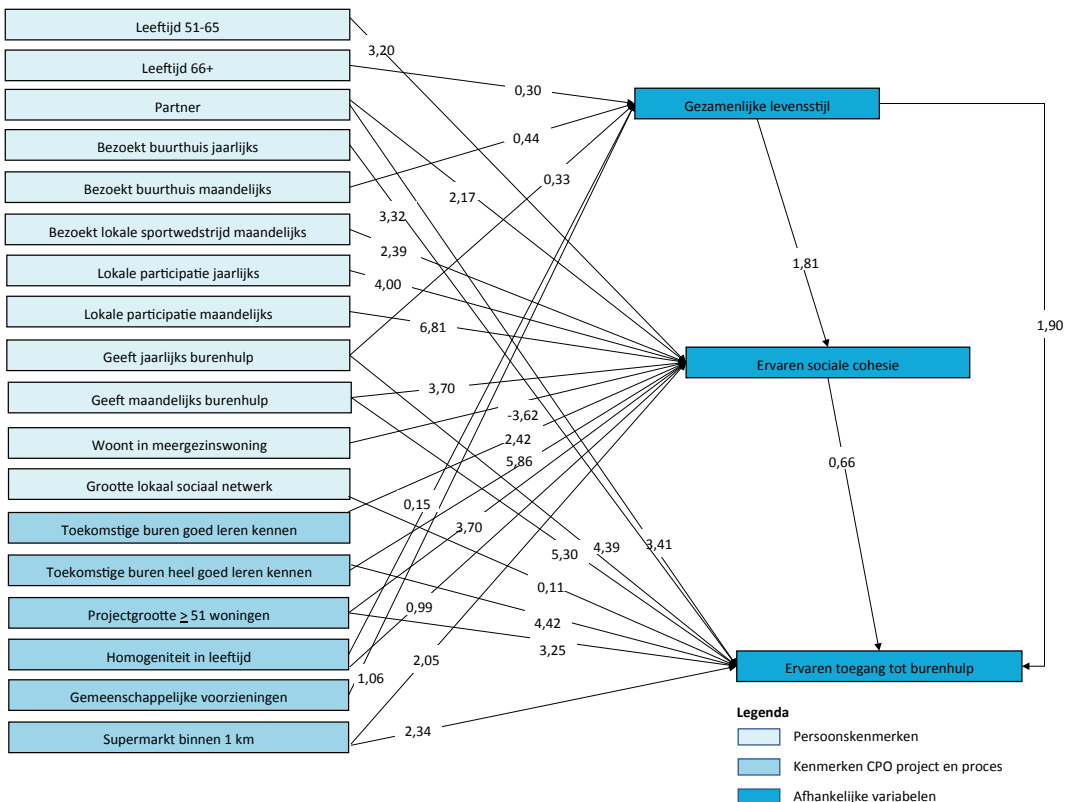 Leeftijd 51-65
Leeftijd 66+
Partner
Bezoekt buurthuis jaarlijks
Bezoekt buurthuis maandelijks
Bezoekt lokale sportwedstrijd maandelijks
Lokale participatie jaarlijks
Lokale participatie maandelijks
Geeft jaarlijks burenhulp
Geeft maandelijks burenhulp
Woont in meergezinswoning
Grootte lokaal sociaal netwerk
Toekomstige buren goed leren kennen
Toekomstige buren heel goed leren kennen
Projectgrootte ≥ 51 woningen
Homogeniteit in leeftijd
Gemeenschappelijke voorzieningen
Supermarkt binnen 1 km
3,20
0,30
0,44
0,33
2,17
3,32
2,39
4,00
6,81
3,70
-3,62
2,42
5,86
0,15
3,70
5,30
4,39
3,41
0,11
0,99
4,42
3,25
2,05
1,06
2,34
Gezamenlijke levensstijl
1,81
1,90
Ervaren sociale cohesie
0,66
Ervaren toegang tot burenhulp
Legenda
Persoonskenmerken
Kenmerken CPO project en proces
Afhankelijke variabelen